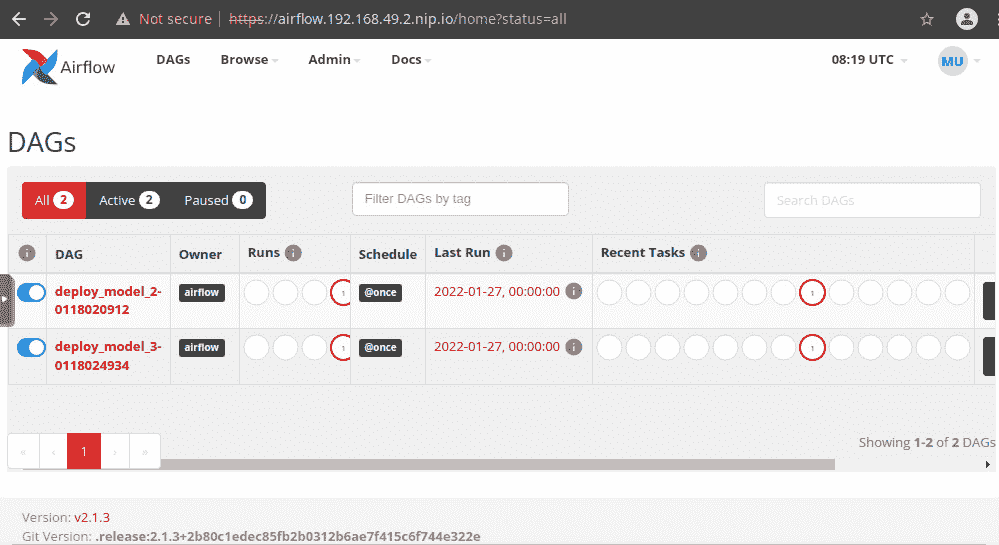 Not secure https://airflow.192.168.49.2.nip.io/home?status=all
Airflow DAGs Browse Admin Docs 08:19 UTC MU
DAGs
All 2 Active 2 Paused 0 Filter DAGs by tag Search DAGs
DAG Owner Runs Schedule Last Run Recent Tasks
deploy_model_2-
0118020912
airflow 1 @once 2022-01-27, 00:00:00 1
deploy_model_3-
0118024934
airflow 1 @once 2022-01-27, 00:00:00 1
« ‹ 1 › »
Showing 1-2 of 2 DAGs
Version: v2.1.3
Git Version: .release:2.1.3+2b80c1edec85fb2b0312b6ae7f415c6f744e322e